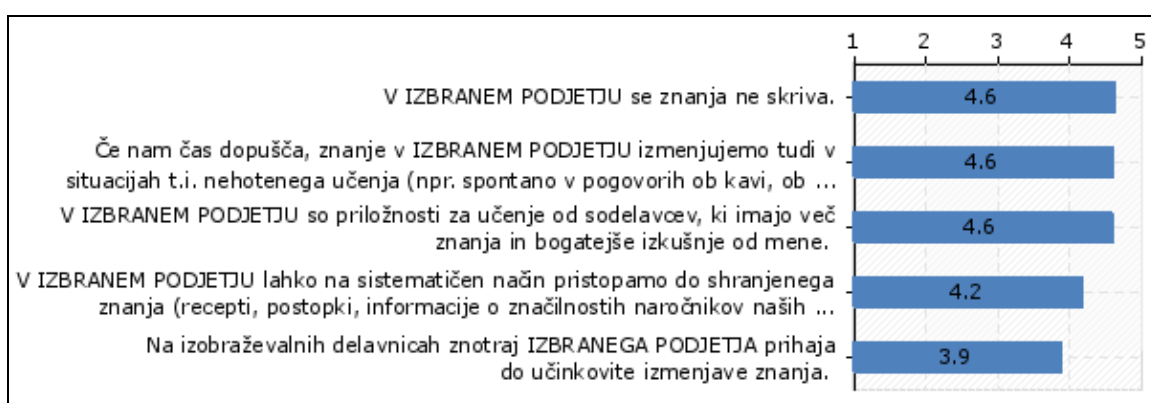 1 2 3 4 5
V IZBRANEM PODJETJU se znanja ne skriva.
4.6
Če nam čas dopušča, znanje v IZBRANEM PODJETJU izmenjujemo tudi v
situacijah t.i. nehotenega učenja (npr. spontano v pogovorih ob kavi, ob ...
4.6
V IZBRANEM PODJETJU so priložnosti za učenje od sodelavcev, ki imajo več
znanja in bogatejše izkušnje od mene.
4.6
V IZBRANEM PODJETJU lahko na sistematičen način pristopamo do shranjenega
znanja (recepti, postopki, informacije o značilnostih naročnikov naših ...
4.2
Na izobraževalnih delavnicah znotraj IZBRANEGA PODJETJA prihaja
do učinkovite izmenjave znanja.
3.9